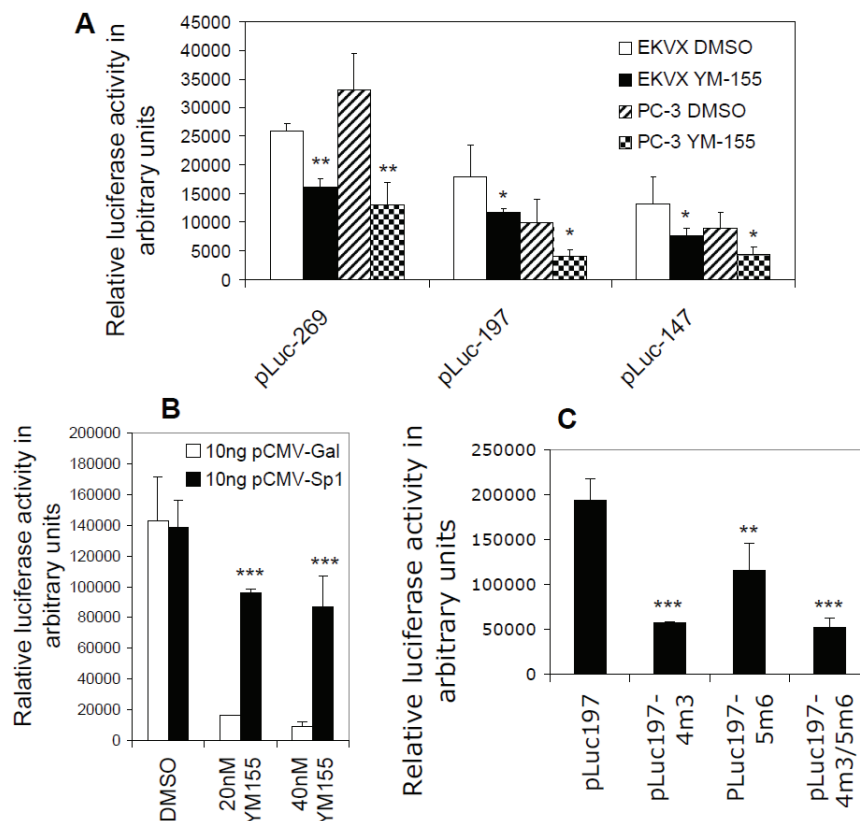 A
Relative luciferase activity in
arbitrary units
45000
40000
35000
30000
25000
20000
15000
10000
5000
0
EKVX DMSO
EKVX YM-155
PC-3 DMSO
PC-3 YM-155
**
**
*
*
*
*
pLuc-269
pLuc-197
pLuc-147
B
Ralative luciferase activity in
arbitrary units
200000
180000
160000
140000
120000
100000
80000
60000
40000
20000
0
10ng pCMV-Gal
10ng pCMV-Sp1
***
***
DMSO
20nM
YM155
40nM
YM155
C
Relative luciferase activity in
arbitrary units
250000
200000
150000
100000
50000
0
***
**
***
pLuc197
pLuc197-
4m3
PLuc197-
5m6
pLuc197-
4m3/5m6